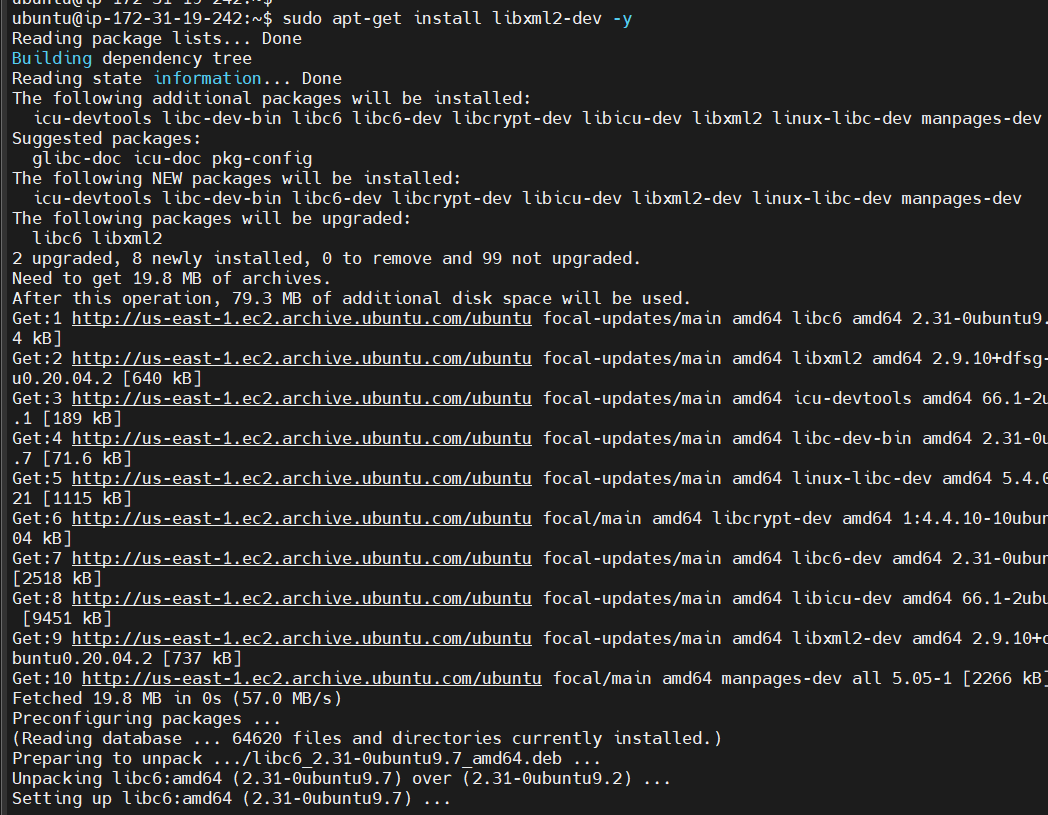 ubuntu@ip-172-31-19-242:~$
ubuntu@ip-172-31-19-242:~$ sudo apt-get install libxml2-dev -y
Reading package lists... Done
Building dependency tree
Reading state information... Done
The following additional packages will be installed:
  icu-devtools libc-dev-bin libc6 libc6-dev libcrypt-dev libicu-dev libxml2 linux-libc-dev manpages-dev
Suggested packages:
  glibc-doc icu-doc pkg-config
The following NEW packages will be installed:
  icu-devtools libc-dev-bin libc6-dev libcrypt-dev libicu-dev libxml2-dev linux-libc-dev manpages-dev
The following packages will be upgraded:
  libc6 libxml2
2 upgraded, 8 newly installed, 0 to remove and 99 not upgraded.
Need to get 19.8 MB of archives.
After this operation, 79.3 MB of additional disk space will be used.
Get:1 http://us-east-1.ec2.archive.ubuntu.com/ubuntu focal-updates/main amd64 libc6 amd64 2.31-0ubuntu9.
4 kB]
Get:2 http://us-east-1.ec2.archive.ubuntu.com/ubuntu focal-updates/main amd64 libxml2 amd64 2.9.10+dfsg-
u0.20.04.2 [640 kB]
Get:3 http://us-east-1.ec2.archive.ubuntu.com/ubuntu focal-updates/main amd64 icu-devtools amd64 66.1-2u
.1 [189 kB]
Get:4 http://us-east-1.ec2.archive.ubuntu.com/ubuntu focal-updates/main amd64 libc-dev-bin amd64 2.31-0u
.7 [71.6 kB]
Get:5 http://us-east-1.ec2.archive.ubuntu.com/ubuntu focal-updates/main amd64 linux-libc-dev amd64 5.4.0
21 [1115 kB]
Get:6 http://us-east-1.ec2.archive.ubuntu.com/ubuntu focal/main amd64 libcrypt-dev amd64 1:4.4.10-10ubun
04 kB]
Get:7 http://us-east-1.ec2.archive.ubuntu.com/ubuntu focal-updates/main amd64 libc6-dev amd64 2.31-0ubun
[2518 kB]
Get:8 http://us-east-1.ec2.archive.ubuntu.com/ubuntu focal-updates/main amd64 libicu-dev amd64 66.1-2ubu
 [9451 kB]
Get:9 http://us-east-1.ec2.archive.ubuntu.com/ubuntu focal-updates/main amd64 libxml2-dev amd64 2.9.10+d
buntu0.20.04.2 [737 kB]
Get:10 http://us-east-1.ec2.archive.ubuntu.com/ubuntu focal/main amd64 manpages-dev all 5.05-1 [2266 kB]
Fetched 19.8 MB in 0s (57.0 MB/s)
Preconfiguring packages ...
(Reading database ... 64620 files and directories currently installed.)
Preparing to unpack .../libc6_2.31-0ubuntu9.7_amd64.deb ...
Unpacking libc6:amd64 (2.31-0ubuntu9.7) over (2.31-0ubuntu9.2) ...
Setting up libc6:amd64 (2.31-0ubuntu9.7) ...